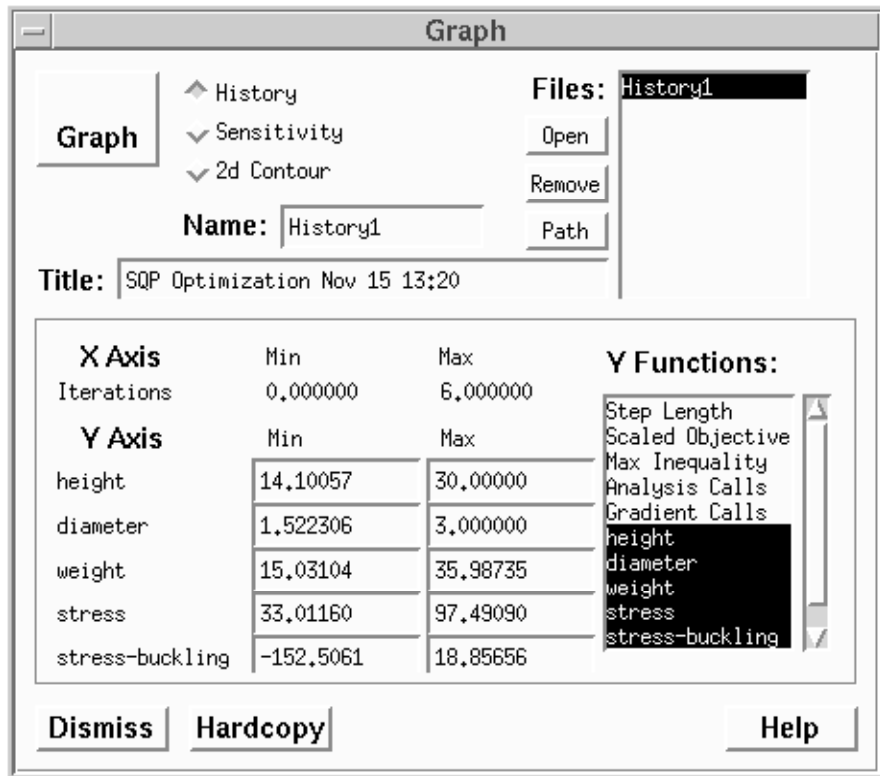 Graph
Graph
History
Sensitivity
2d Contour
Files:
Open
Remove
Path
History1
Name: History1
Title: SQP Optimization Nov 15 13:20
X Axis Min Max
Iterations 0.000000 6.000000
Y Axis Min Max
height 14.10057 30.00000
diameter 1.522306 3.000000
weight 15.03104 35.98735
stress 33.01160 97.49090
stress-buckling -152.5061 18.85656
Y Functions:
Step Length
Scaled Objective
Max Inequality
Analysis Calls
Gradient Calls
height
diameter
weight
stress
stress-buckling
Dismiss Hardcopy Help